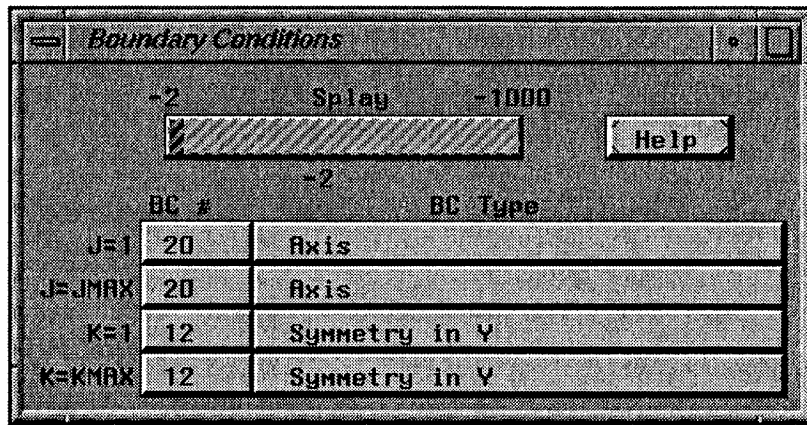 Boundary Conditions
-2 Splay -1000
Help
-2
BC # BC Type
J=1 20 Axis
J=JMAX 20 Axis
K=1 12 Symmetry in Y
K=KMAX 12 Symmetry in Y